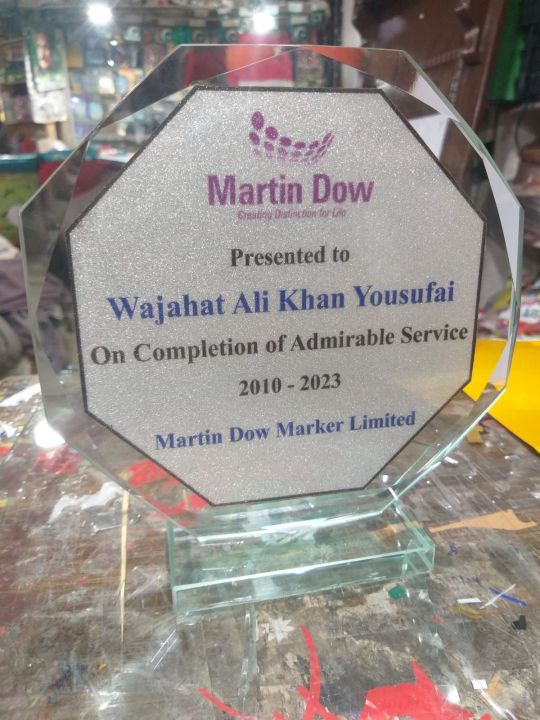 Martin Dow
Creating Distinction for Life
Presented to
Wajahat Ali Khan Yousufai
On Completion of Admirable Service
2010 - 2023
Martin Dow Marker Limited